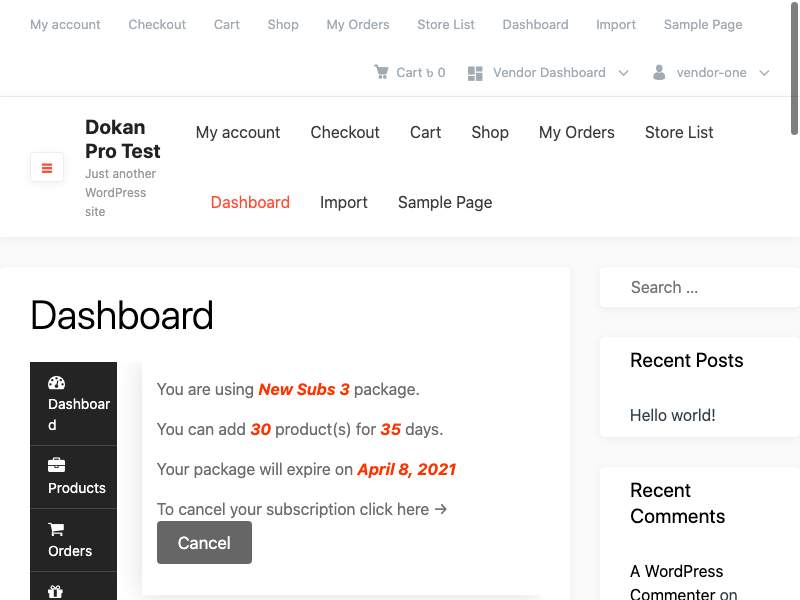 My account Checkout Cart Shop My Orders Store List Dashboard Import Sample Page
Cart ৳ 0 Vendor Dashboard vendor-one
Dokan
Pro Test
Just another
WordPress
site
My account Checkout Cart Shop My Orders Store List
Dashboard Import Sample Page
Dashboard
Dashboar
d
Products
Orders
You are using New Subs 3 package.
You can add 30 product(s) for 35 days.
Your package will expire on April 8, 2021
To cancel your subscription click here →
Cancel
Search …
Recent Posts
Hello world!
Recent
Comments
A WordPress
Commenter on